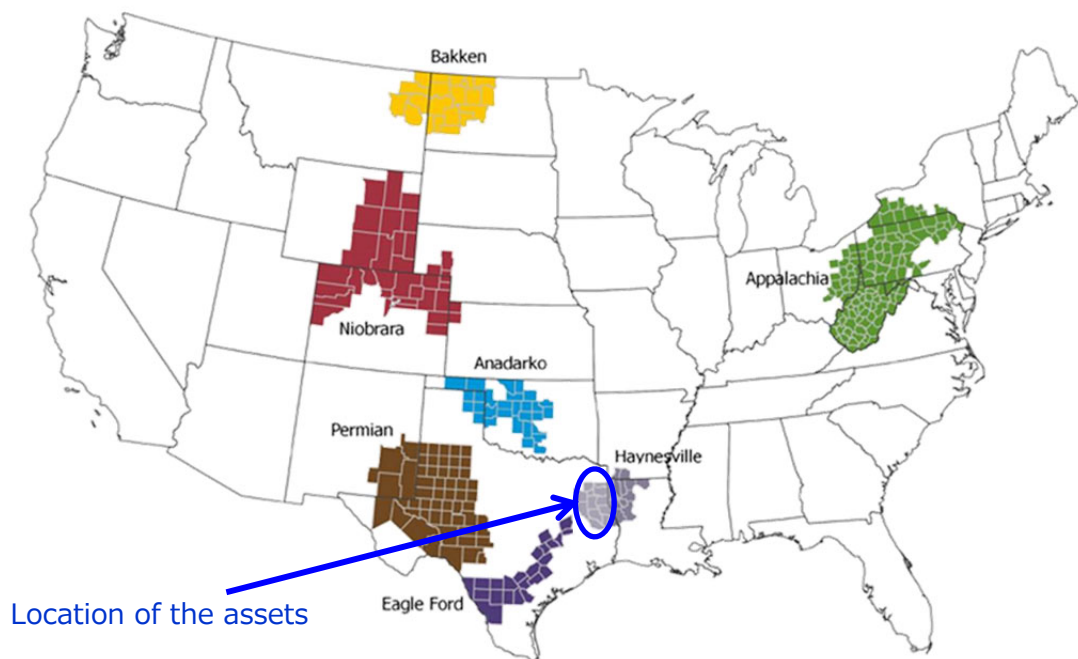 Bakken
Appalachia
Niobrara
Anadarko
Permian
Haynesville
Eagle Ford
Location of the assets